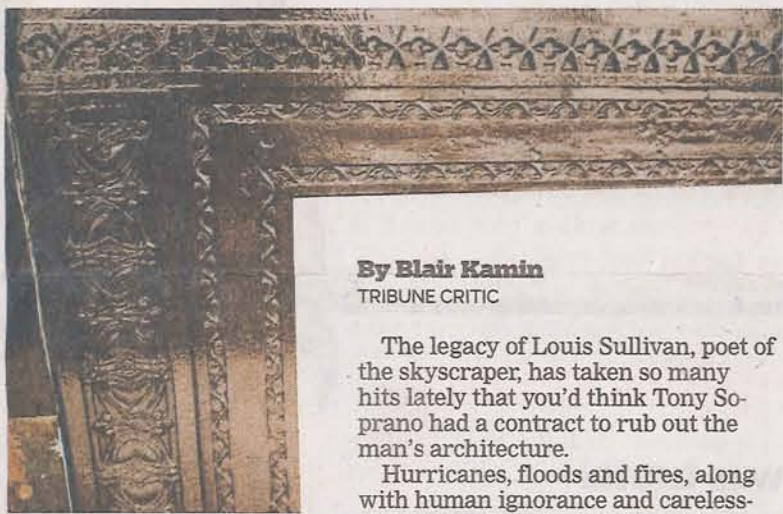 By Blair Kamin
TRIBUNE CRITIC
The legacy of Louis Sullivan, poet of
the skyscraper, has taken so many
hits lately that you'd think Tony So-
prano had a contract to rub out the
man's architecture.
Hurricanes, floods and fires, along
with human ignorance and careless-